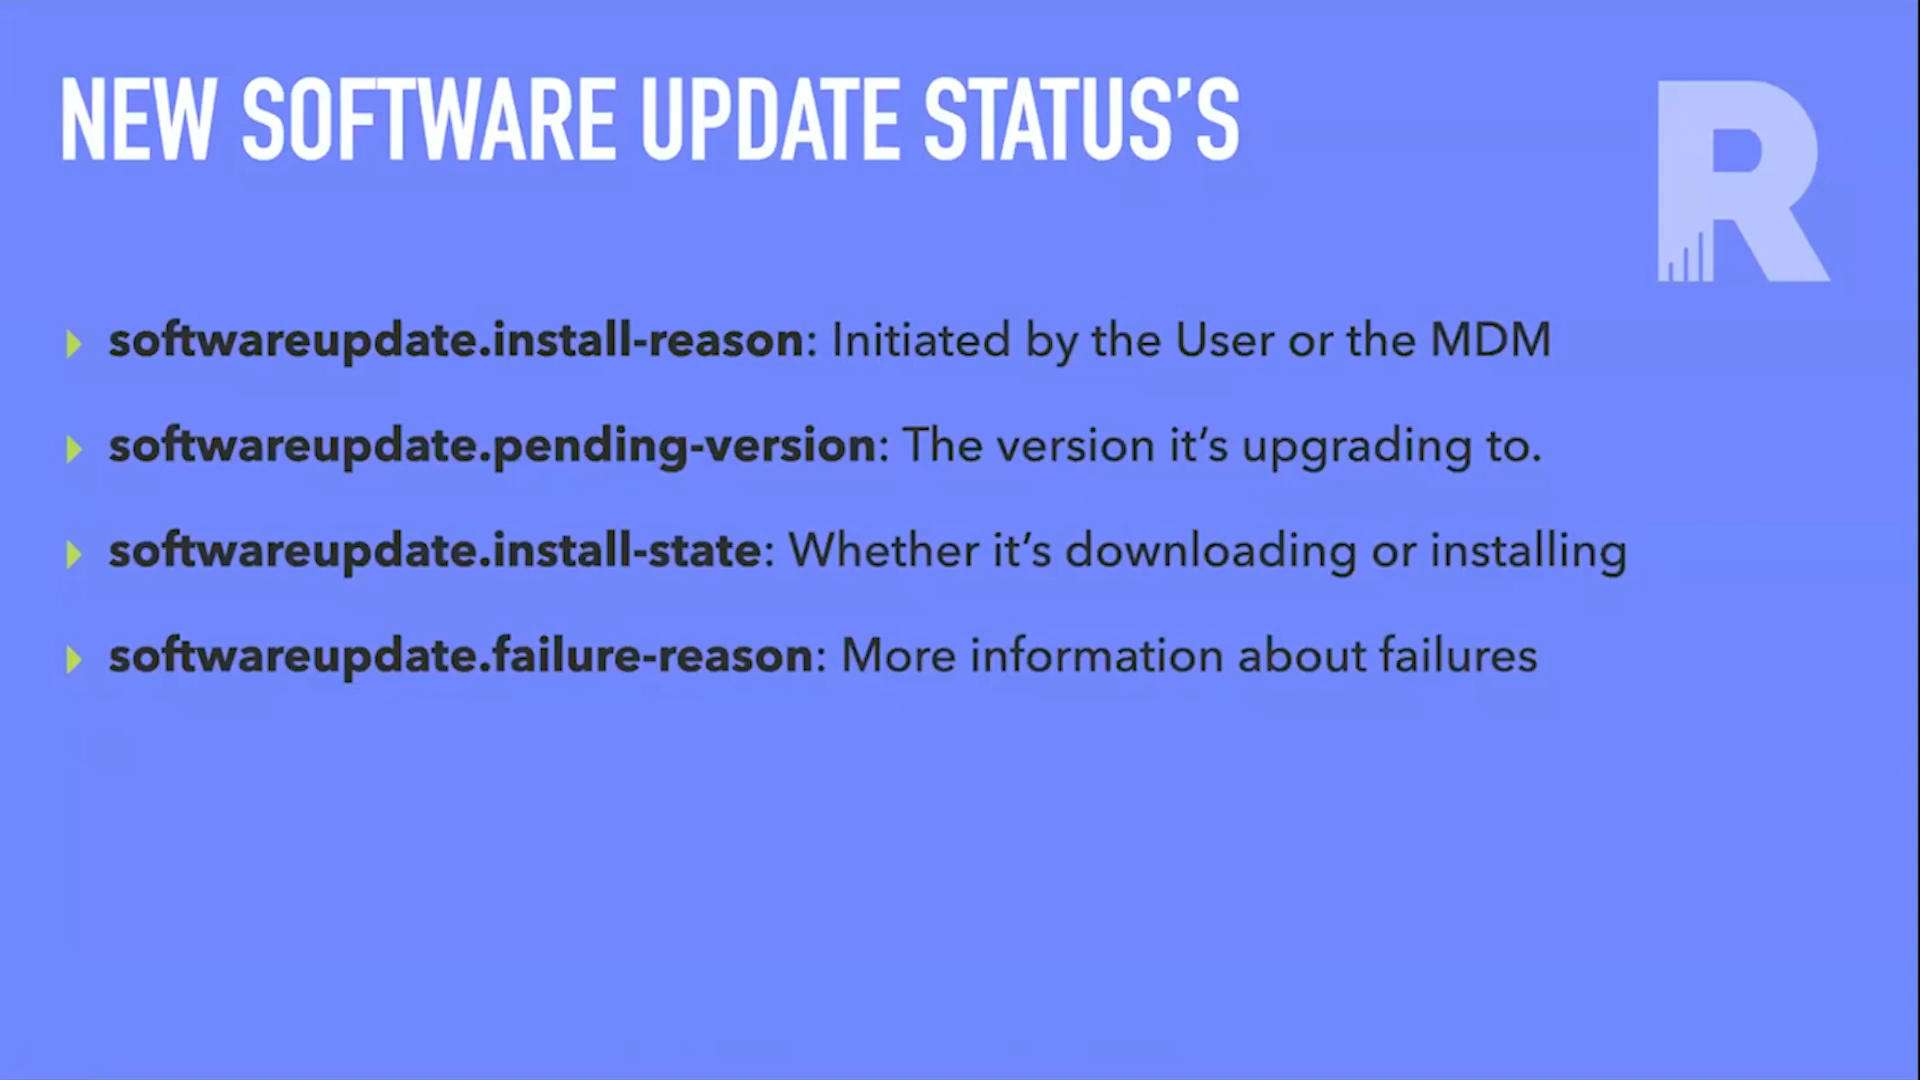 NEW SOFTWARE UPDATE STATUS’S
R
softwareupdate.install-reason: Initiated by the User or the MDM
softwareupdate.pending-version: The version it’s upgrading to.
softwareupdate.install-state: Whether it’s downloading or installing
softwareupdate.failure-reason: More information about failures